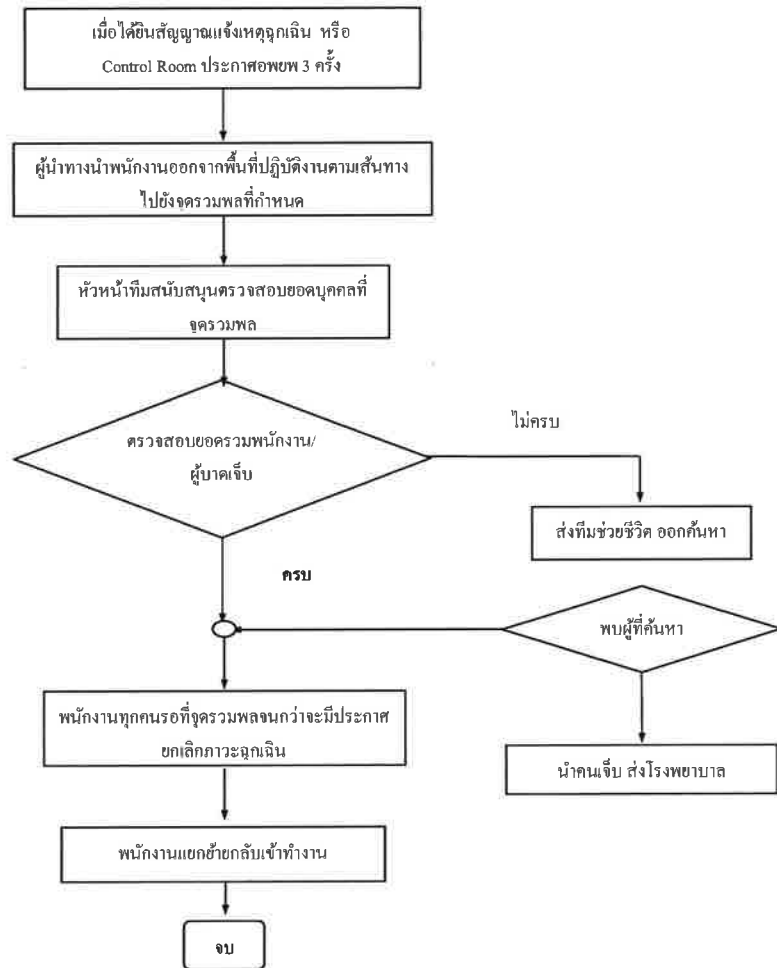 เมื่อได้ยินสัญญาณแจ้งเหตุฉุกเฉิน หรือ
Control Room ประกาศอพยพ 3 ครั้ง
ผู้นำทางนำพนักงานออกจากพื้นที่ปฏิบัติงานตามเส้นทาง
ไปยังจุดรวมพลที่กำหนด
หัวหน้าทีมสนับสนุนตรวจสอบยอดบุคคลที่
จุดรวมพล
ตรวจสอบยอดรวมพนักงาน/
ผู้บาดเจ็บ
ไม่ครบ
ส่งทีมช่วยชีวิต ออกค้นหา
ครบ
พบผู้ที่ค้นหา
พนักงานทุกคนรอที่จุดรวมพลจนกว่าจะมีประกาศ
ยกเลิกภาวะฉุกเฉิน
นำคนเจ็บ ส่งโรงพยาบาล
พนักงานแยกย้ายกลับเข้าทำงาน
จบ